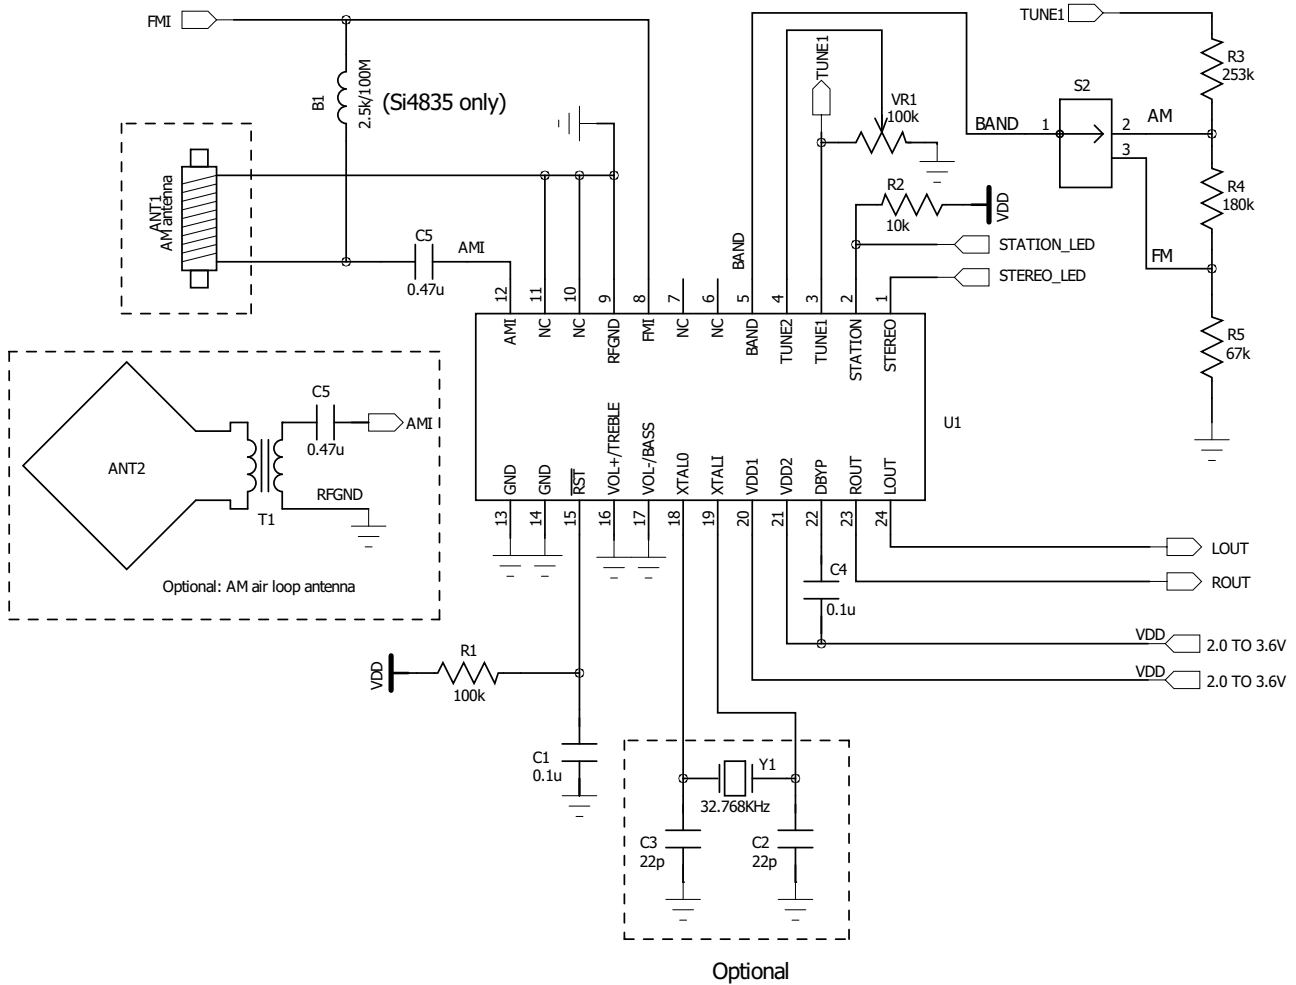 FMI
TUNE1
B1
2.5k/100M
(Si4835 only)
TUNE1
VR1
100k
S2
R3
253k
BAND
1
2
AM
3
ANT1
AM antenna
R2
10k
VDD
R4
180k
C5
0.47u
AMI
BAND
STATION_LED
STEREO_LED
FM
12
11
10
9
8
7
6
5
4
3
2
1
AMI
NC
NC
RFGND
FMI
NC
NC
BAND
TUNE2
TUNE1
STATION
STEREO
R5
67k
U1
ANT2
C5
0.47u
AMI
RFGND
T1
Optional: AM air loop antenna
GND
GND
RST
VOL+/TREBLE
VOL-/BASS
XTAL0
XTALI
VDD1
VDD2
DBYP
ROUT
LOUT
13
14
15
16
17
18
19
20
21
22
23
24
LOUT
C4
0.1u
ROUT
VDD
2.0 TO 3.6V
VDD
2.0 TO 3.6V
VDD
R1
100k
C1
0.1u
Y1
32.768KHz
C3
22p
C2
22p
Optional